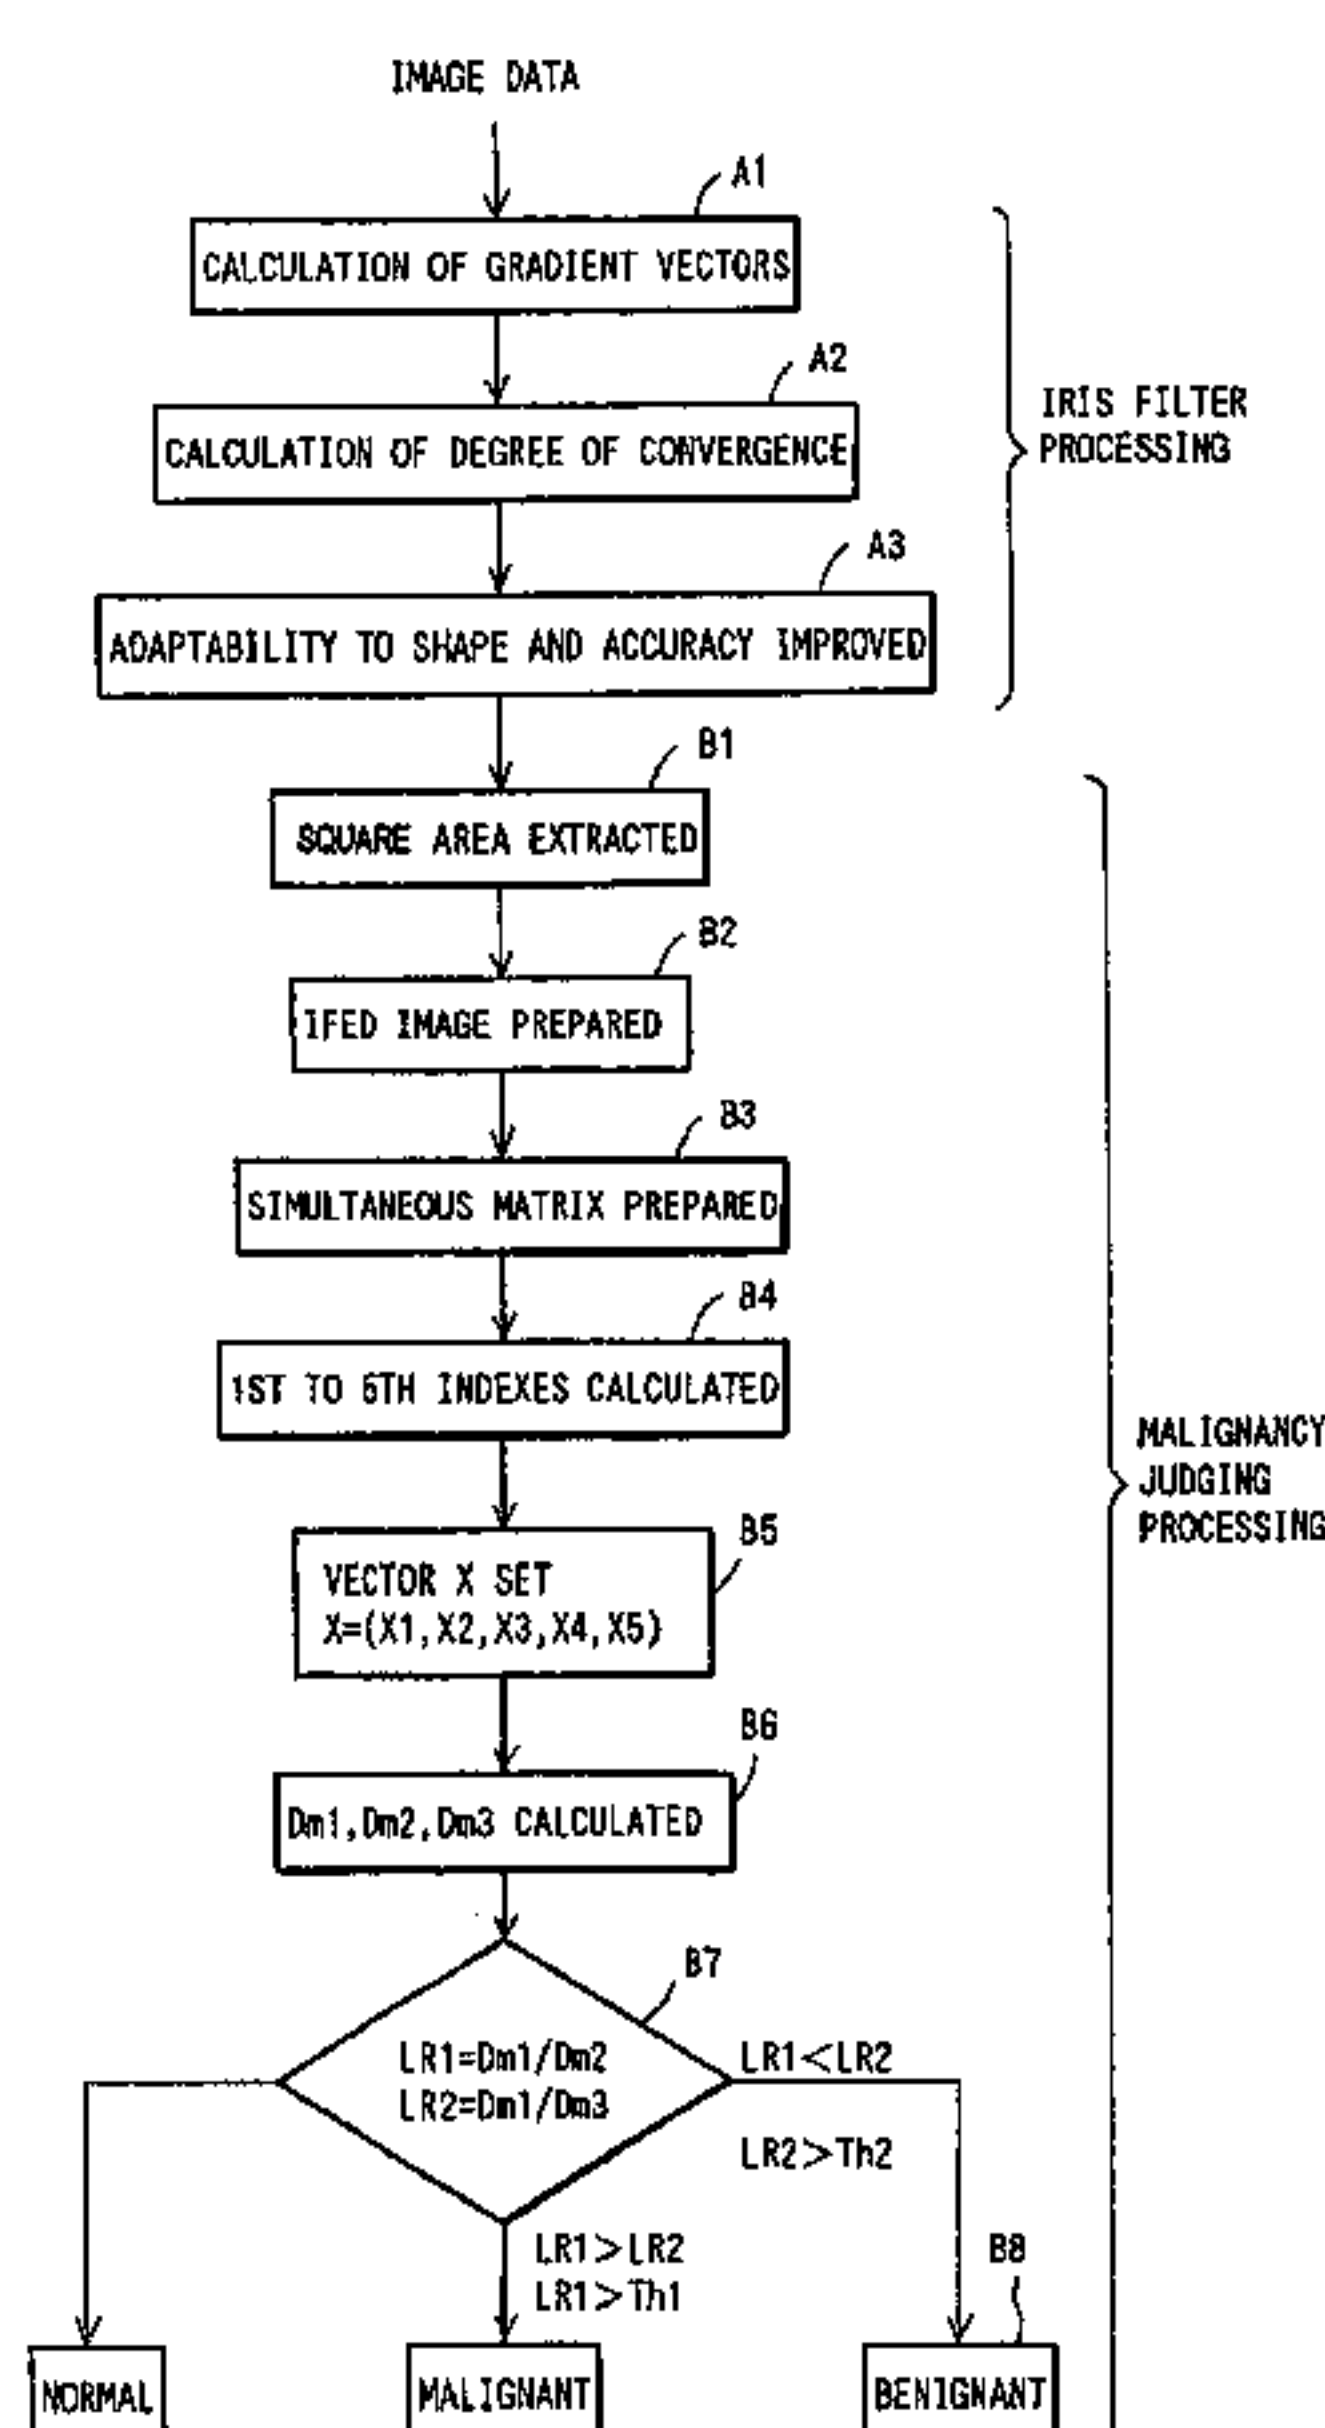 IMAGE DATA
A1
CALCULATION OF GRADIENT VECTORS
A2
CALCULATION OF DEGREE OF CONVERGENCE
IRIS FILTER
PROCESSING
A3
ADAPTABILITY TO SHAPE AND ACCURACY IMPROVED
B1
SQUARE AREA EXTRACTED
B2
IFED IMAGE PREPARED
B3
SIMULTANEOUS MATRIX PREPARED
B4
1ST TO 5TH INDEXES CALCULATED
MALIGNANCY
JUDGING
PROCESSING
B5
VECTOR X SET
X=(X1,X2,X3,X4,X5)
B6
Dm1,Dm2,Dm3 CALCULATED
B7
LR1=Dm1/Dm2
LR2=Dm1/Dm3
LR1<LR2
LR2>Th2
LR1>LR2
LR1>Th1
B8
NORMAL
MALIGNANT
BENIGNANT